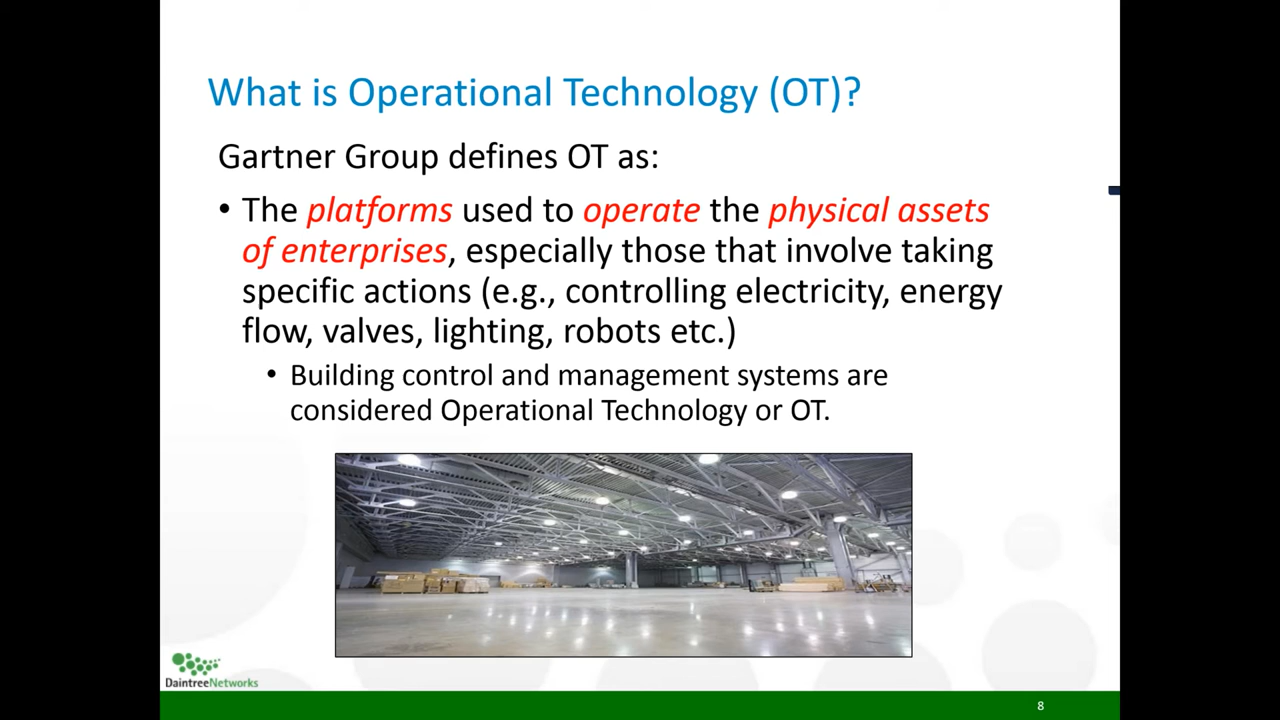 What is Operational Technology (OT)?
Gartner Group defines OT as:
• The platforms used to operate the physical assets
of enterprises, especially those that involve taking
specific actions (e.g., controlling electricity, energy
flow, valves, lighting, robots etc.)
• Building control and management systems are
considered Operational Technology or OT.
DaintreeNetworks
8